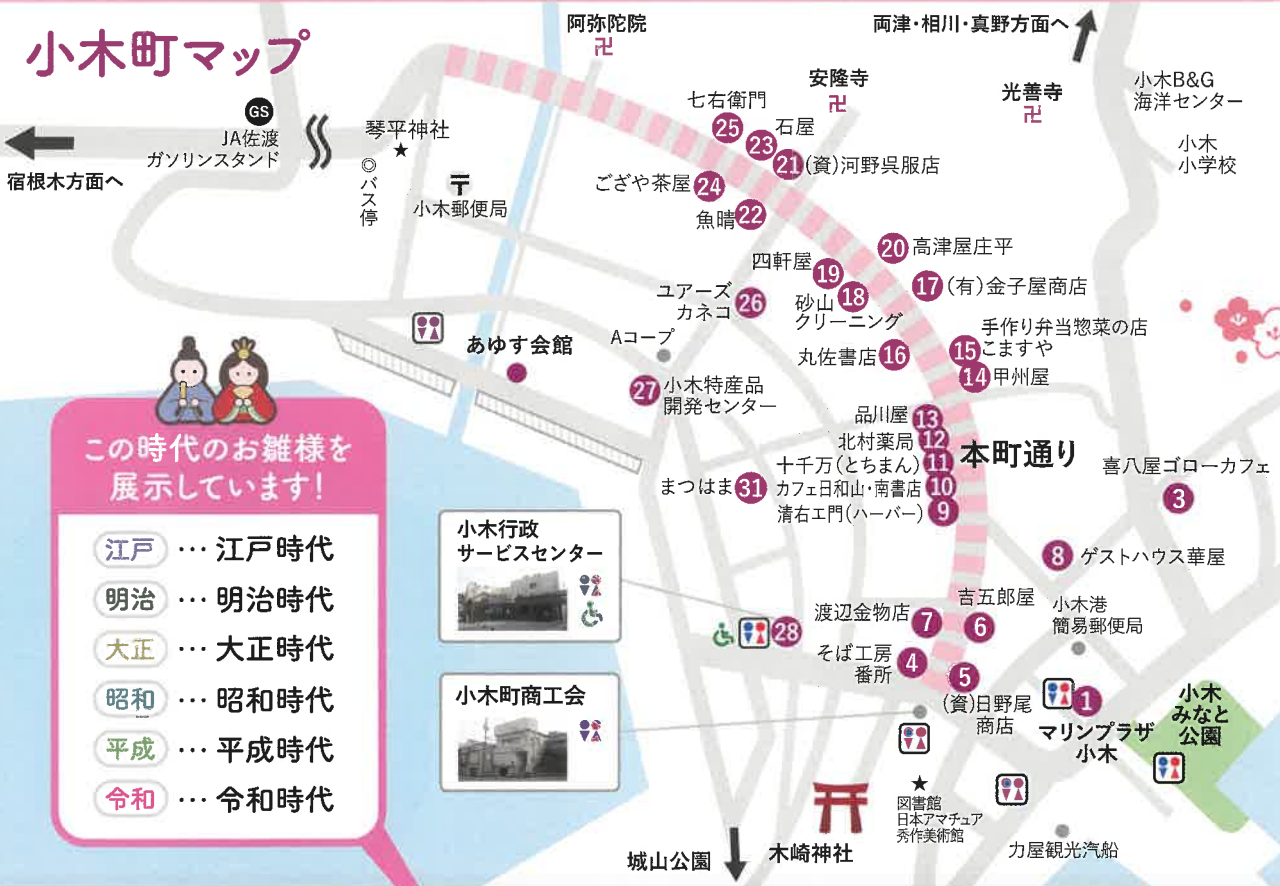 小木町マップ
阿弥陀院
両津・相川・真野方面へ
GS
JA佐渡
ガソリンスタンド
宿根木方面へ
琴平神社
バス停
小木郵便局
安隆寺
光善寺
小木B&G
海洋センター
小木
小学校
七右衛門
25
石屋
23
21
(資)河野呉服店
ござや茶屋
24
魚晴
22
20
高津屋庄平
四軒屋
19
17
(有)金子屋商店
ユアーズ
カネコ
26
砂山
クリーニング
18
Aコープ
あゆす会館
丸佐書店
16
15
手作り弁当惣菜の店
こますや
14
甲州屋
27
小木特産品
開発センター
品川屋
13
北村薬局
12
十千万(とちまん)
11
カフェ日和山・南書店
10
清右エ門(ハーバー)
9
本町通り
まつはま
31
喜八屋ゴローカフェ
3
8
ゲストハウス華屋
小木行政
サービスセンター
28
渡辺金物店
7
吉五郎屋
6
小木港
簡易郵便局
そば工房
番所
4
5
(資)日野尾
商店
1
マリンプラザ
小木
小木
みなと
公園
小木町商工会
図書館
日本アマチュア
秀作美術館
木崎神社
城山公園
力屋観光汽船
この時代のお雛様を
展示しています!
江戸 … 江戸時代
明治 … 明治時代
大正 … 大正時代
昭和 … 昭和時代
平成 … 平成時代
令和 … 令和時代